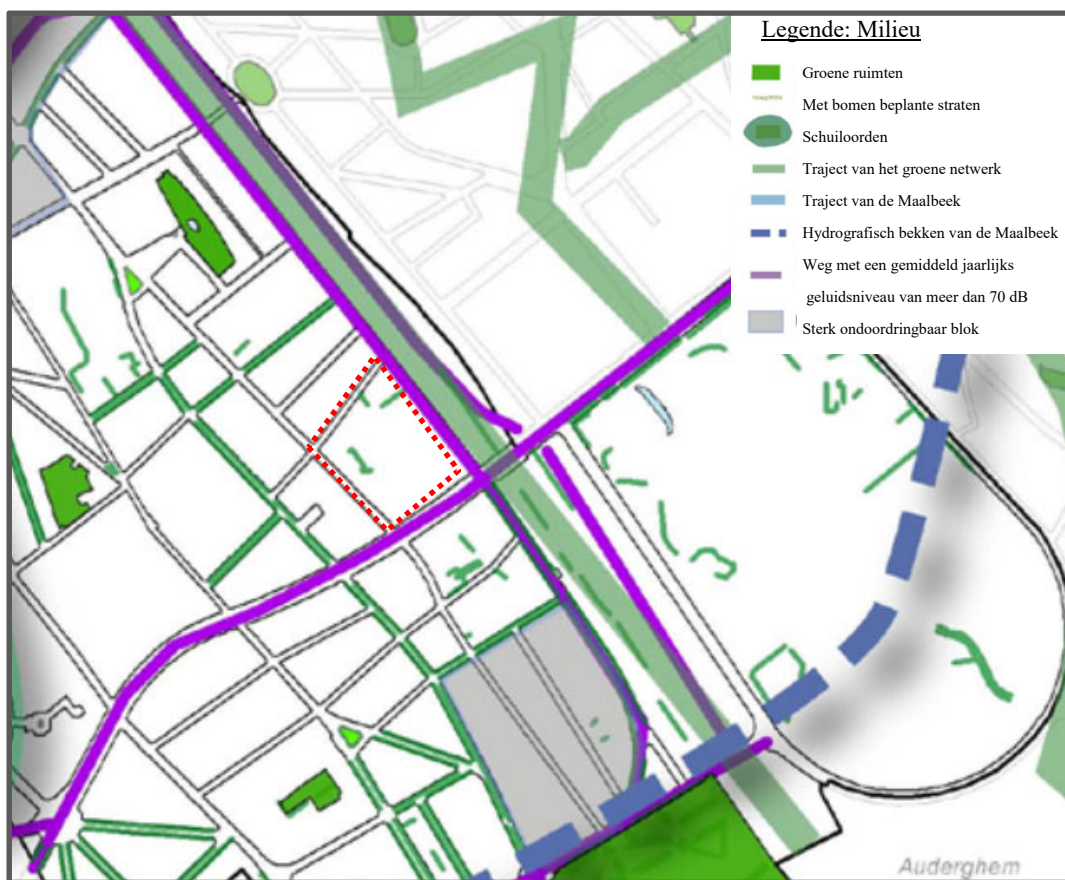 Legende: Milieu
Groene ruimten
Met bomen beplante straten
Schuiloorden
Traject van het groene netwerk
Traject van de Maalbeek
Hydrografisch bekken van de Maalbeek
Weg met een gemiddeld jaarlijks
geluidsniveau van meer dan 70 dB
Sterk ondoordringbaar blok
Auderghem